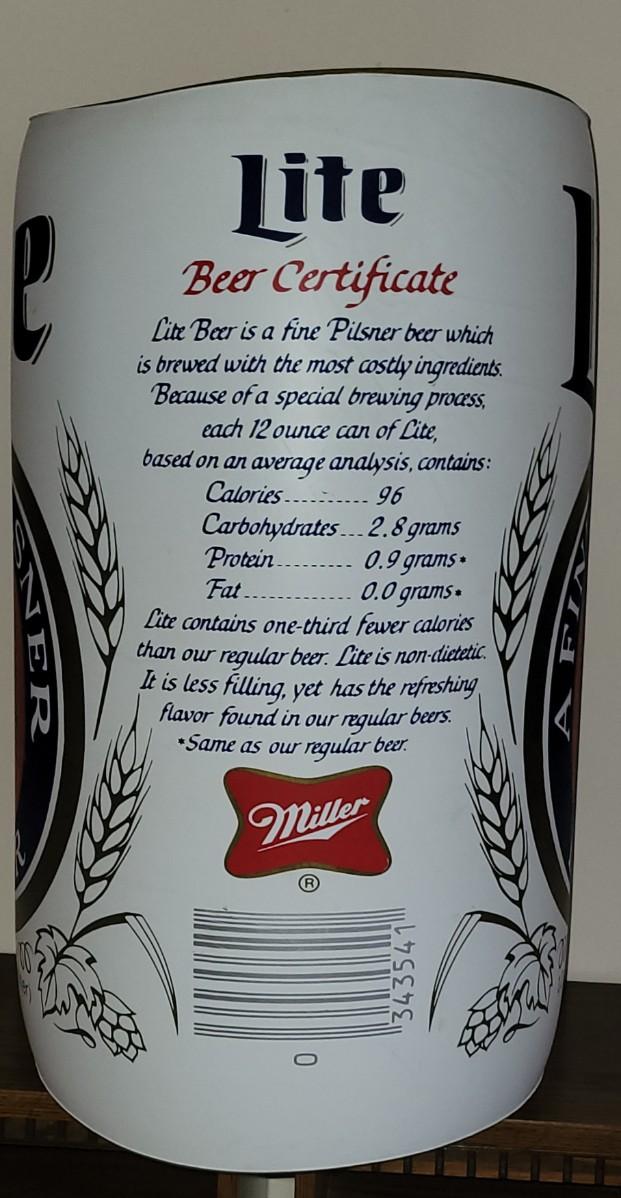 Lite
Beer Certificate
Lite Beer is a fine Pilsner beer which
is brewed with the most costly ingredients.
Because of a special brewing process,
each 12 ounce can of Lite,
based on an average analysis, contains:
Calories.......... 96
Carbohydrates... 2.8 grams
Protein......... 0.9 grams*
Fat............. 0.0 grams*
Lite contains one-third fewer calories
than our regular beer. Lite is non-dietetic.
It is less filling, yet has the refreshing
flavor found in our regular beers.
*Same as our regular beer.
Miller
®
343541
0
e
SNER
A FIN